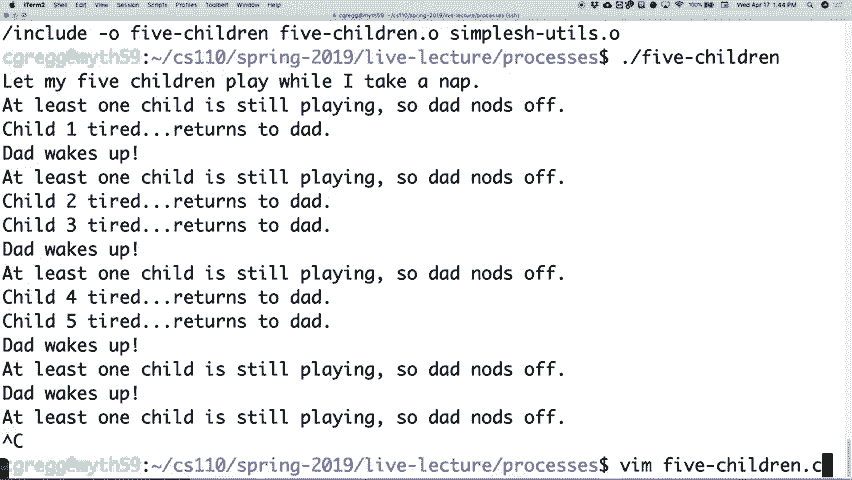 iTerm2 Shell Edit View Session Scripts Profiles Toolbelt Window Help 100% Wed Apr 17 1:44 PM
/include -o five-children five-children.o simplesh-utils.o
cgregg@myth59:~/cs110/spring-2019/live-lecture/processes$ ./five-children
Let my five children play while I take a nap.
At least one child is still playing, so dad nods off.
Child 1 tired...returns to dad.
Dad wakes up!
At least one child is still playing, so dad nods off.
Child 2 tired...returns to dad.
Child 3 tired...returns to dad.
Dad wakes up!
At least one child is still playing, so dad nods off.
Child 4 tired...returns to dad.
Child 5 tired...returns to dad.
Dad wakes up!
At least one child is still playing, so dad nods off.
Dad wakes up!
At least one child is still playing, so dad nods off.
^C
cgregg@myth59:~/cs110/spring-2019/live-lecture/processes$ vim five-children.c